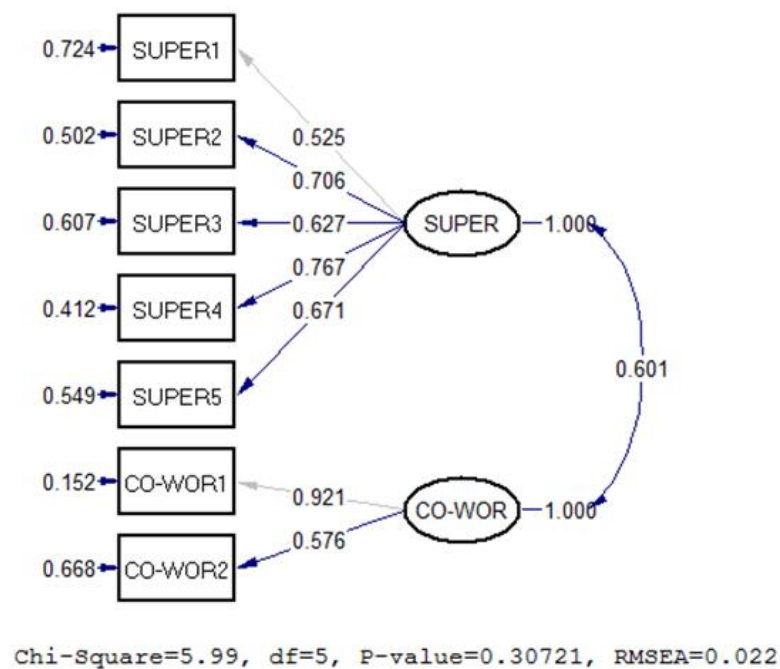 0.724 SUPER1
0.525
0.502 SUPER2
0.706
0.607 SUPER3 0.627 SUPER 1.000
0.767
0.412 SUPER4
0.671
0.601
0.549 SUPER5
0.152 CO-WOR1
0.921
CO-WOR 1.000
0.576
0.668 CO-WOR2
Chi-Square=5.99, df=5, P-value=0.30721, RMSEA=0.022